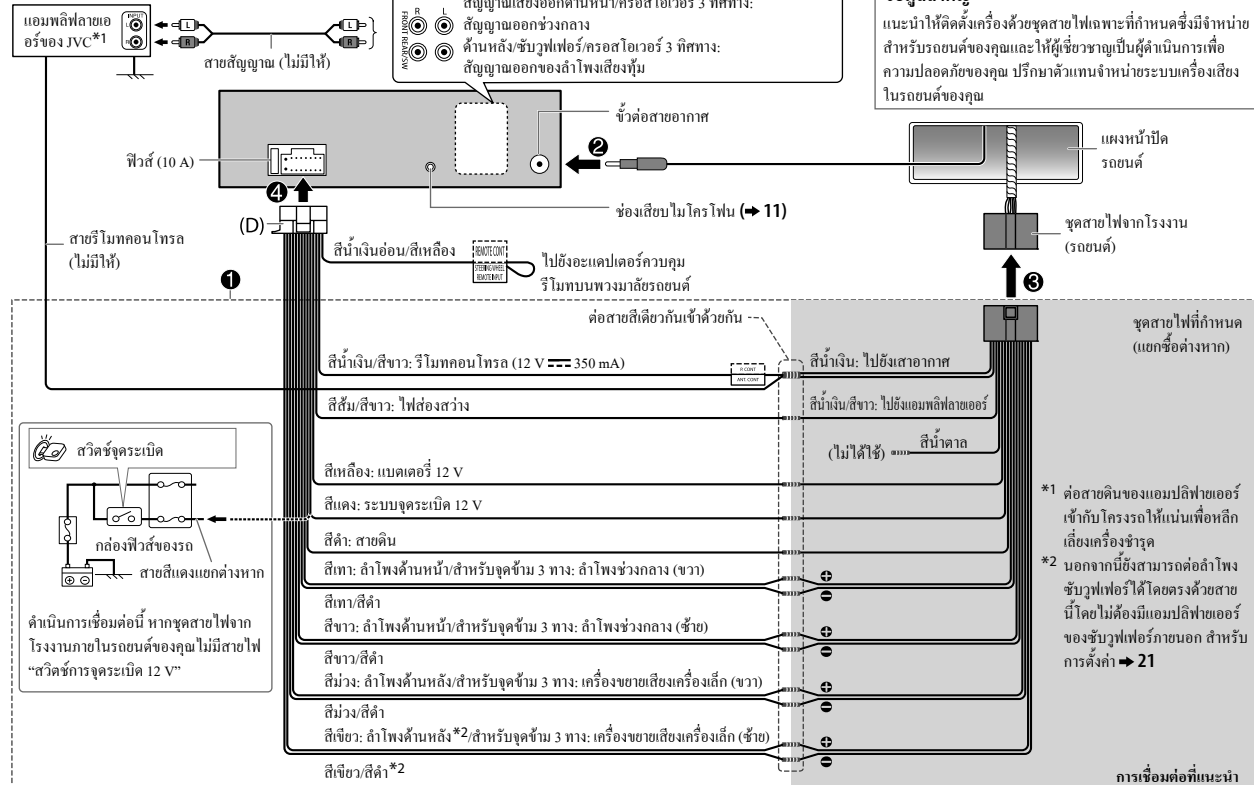 แอมพลิฟลายเอ
อร์ของ JVC*1
INPUT
L
R
L
R
L
R
สายสัญญาณ (ไม่มีให้)
R L
FRONT REAR/SW
สัญญาณออกช่วงกลาง
ด้านหลัง/ซับวูฟเฟอร์/ครอสโอเวอร์ 3 ทิศทาง:
สัญญาณออกของลำโพงเสียงทุ้ม
แนะนำให้ติดตั้งเครื่องด้วยชุดสายไฟเฉพาะที่กำหนดซึ่งมีจำหน่าย
สำหรับรถยนต์ของคุณและให้ผู้เชี่ยวชาญเป็นผู้ดำเนินการเพื่อ
ความปลอดภัยของคุณ ปรึกษาตัวแทนจำหน่ายระบบเครื่องเสียง
ในรถยนต์ของคุณ
ขั้วต่อสายอากาศ
ฟิวส์ (10 A)
2
แผงหน้าปัด
รถยนต์
4
ช่องเสียบไมโครโฟน (➜ 11)
(D)
ชุดสายไฟจากโรงงาน
(รถยนต์)
สายรีโมทคอนโทรล
(ไม่มีให้)
สีน้ำเงินอ่อน/สีเหลือง
REMOTE CONT
STEERING WHEEL
REMOTE INPUT
ไปยังอะแดปเตอร์ควบคุม
รีโมทบนพวงมาลัยรถยนต์
1
3
ต่อสายสีเดียวกันเข้าด้วยกัน
ชุดสายไฟที่กำหนด
(แยกซื้อต่างหาก)
สีน้ำเงิน/สีขาว: รีโมทคอนโทรล (12 V ⎓ 350 mA)
P. CONT
ANT. CONT
สีน้ำเงิน: ไปยังเสาอากาศ
สีส้ม/สีขาว: ไฟส่องสว่าง
สีน้ำเงิน/สีขาว: ไปยังแอมพลิฟลายเออร์
(ไม่ได้ใช้)
สีน้ำตาล
สวิตช์จุดระเบิด
สีเหลือง: แบตเตอรี่ 12 V
สีแดง: ระบบจุดระเบิด 12 V
กล่องฟิวส์ของรถ
สายสีแดงแยกต่างหาก
ดำเนินการเชื่อมต่อนี้ หากชุดสายไฟจาก
โรงงานภายในรถยนต์ของคุณไม่มีสายไฟ
“สวิตช์การจุดระเบิด 12 V”
สีดำ: สายดิน
สีเทา: ลำโพงด้านหน้า/สำหรับจุดข้าม 3 ทาง: ลำโพงช่วงกลาง (ขวา)
สีเทา/สีดำ
สีขาว: ลำโพงด้านหน้า/สำหรับจุดข้าม 3 ทาง: ลำโพงช่วงกลาง (ซ้าย)
สีขาว/สีดำ
สีม่วง: ลำโพงด้านหลัง/สำหรับจุดข้าม 3 ทาง: เครื่องขยายเสียงเครื่องเล็ก (ขวา)
สีม่วง/สีดำ
สีเขียว: ลำโพงด้านหลัง*2/สำหรับจุดข้าม 3 ทาง: เครื่องขยายเสียงเครื่องเล็ก (ซ้าย)
สีเขียว/สีดำ*2
*1 ต่อสายดินของแอมปลิฟายเออร์
เข้ากับโครงรถให้แน่นเพื่อหลีก
เลี่ยงเครื่องชำรุด
*2 นอกจากนี้ยังสามารถต่อลำโพง
ซับวูฟเฟอร์ได้โดยตรงด้วยสาย
นี้โดยไม่ต้องมีแอมปลิฟายเออร์
ของซับวูฟเฟอร์ภายนอก สำหรับ
การตั้งค่า ➜ 21
การเชื่อมต่อที่แนะนำ